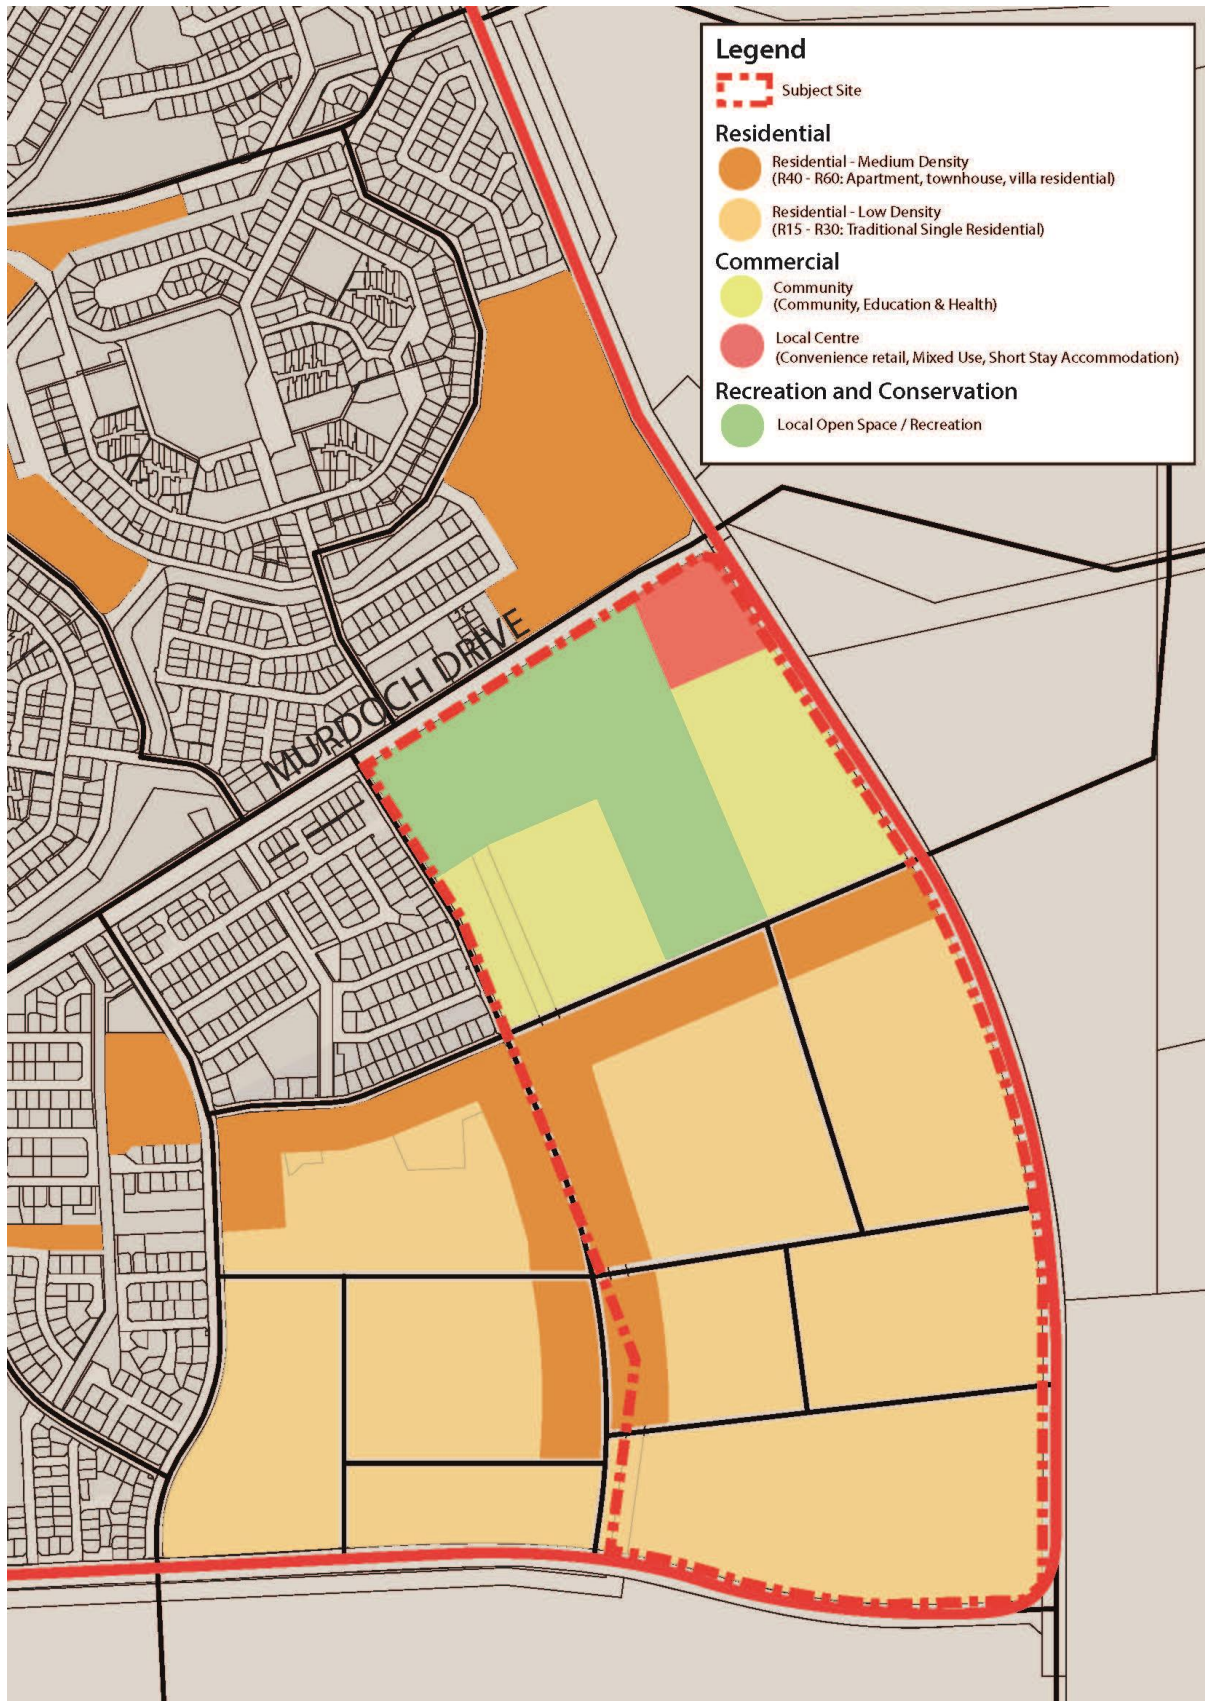 Legend
Subject Site
Residential
Residential - Medium Density
(R40 - R60: Apartment, townhouse, villa residential)
Residential - Low Density
(R15 - R30: Traditional Single Residential)
Commercial
Community
(Community, Education & Health)
Local Centre
(Convenience retail, Mixed Use, Short Stay Accommodation)
Recreation and Conservation
Local Open Space / Recreation
MURDOCH DRIVE